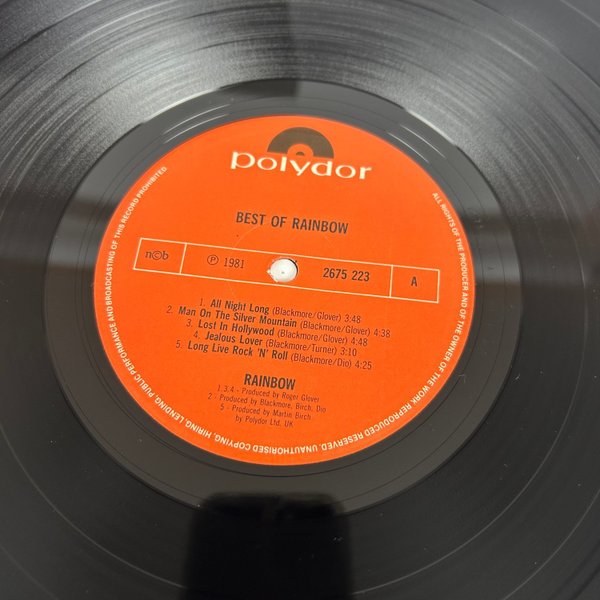 polydor
BEST OF RAINBOW
n©b
℗ 1981
2675 223
A
1. All Night Long (Blackmore/Glover) 3:48
2. Man On The Silver Mountain (Blackmore/Glover) 4:38
3. Lost In Hollywood (Blackmore/Glover) 4:48
4. Jealous Lover (Blackmore/Turner) 3:10
5. Long Live Rock 'N' Roll (Blackmore/Dio) 4:25
RAINBOW
1.3.4 - Produced by Roger Glover
2 - Produced by Blackmore, Birch, Dio
5 - Produced by Martin Birch
by Polydor Ltd. UK
ALL RIGHTS OF THE PRODUCER AND OF THE OWNER OF THE WORK REPRODUCED RESERVED. UNAUTHORISED COPYING, HIRING, LENDING, PUBLIC PERFORMANCE AND BROADCASTING OF THIS RECORD PROHIBITED.